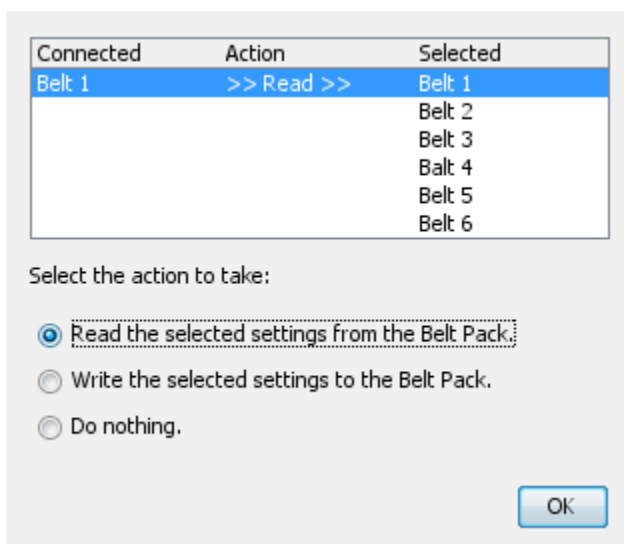 Connected Action Selected
Belt 1 >> Read >> Belt 1
Belt 2
Belt 3
Balt 4
Belt 5
Belt 6
Select the action to take:
Read the selected settings from the Belt Pack.
Write the selected settings to the Belt Pack.
Do nothing.
OK